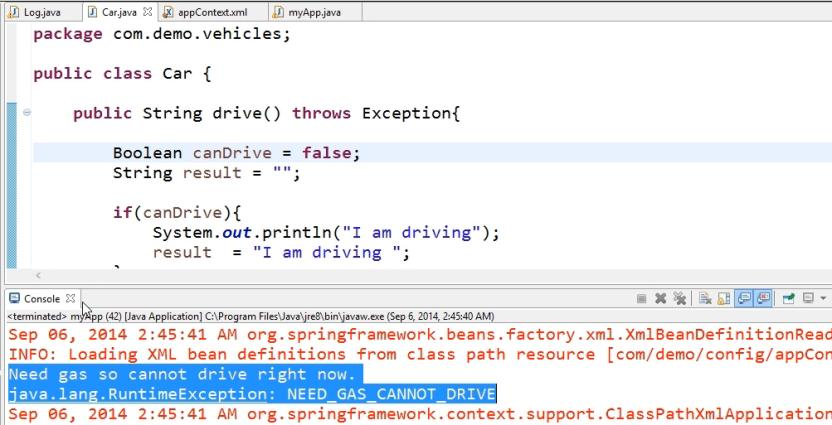 Log.java Car.java appContext.xml myApp.java
package com.demo.vehicles;
public class Car {
public String drive() throws Exception{
Boolean canDrive = false;
String result = "";
if(canDrive){
System.out.println("I am driving");
result = "I am driving ";
Console
<terminated> myApp (42) [Java Application] C:\Program Files\Java\jre8\bin\javaw.exe (Sep 6, 2014, 2:45:40 AM)
Sep 06, 2014 2:45:41 AM org.springframework.beans.factory.xml.XmlBeanDefinitionRead
INFO: Loading XML bean definitions from class path resource [com/demo/config/appCon
Need gas so cannot drive right now.
java.lang.RuntimeException: NEED_GAS_CANNOT_DRIVE
Sep 06, 2014 2:45:41 AM org.springframework.context.support.ClassPathXmlApplication